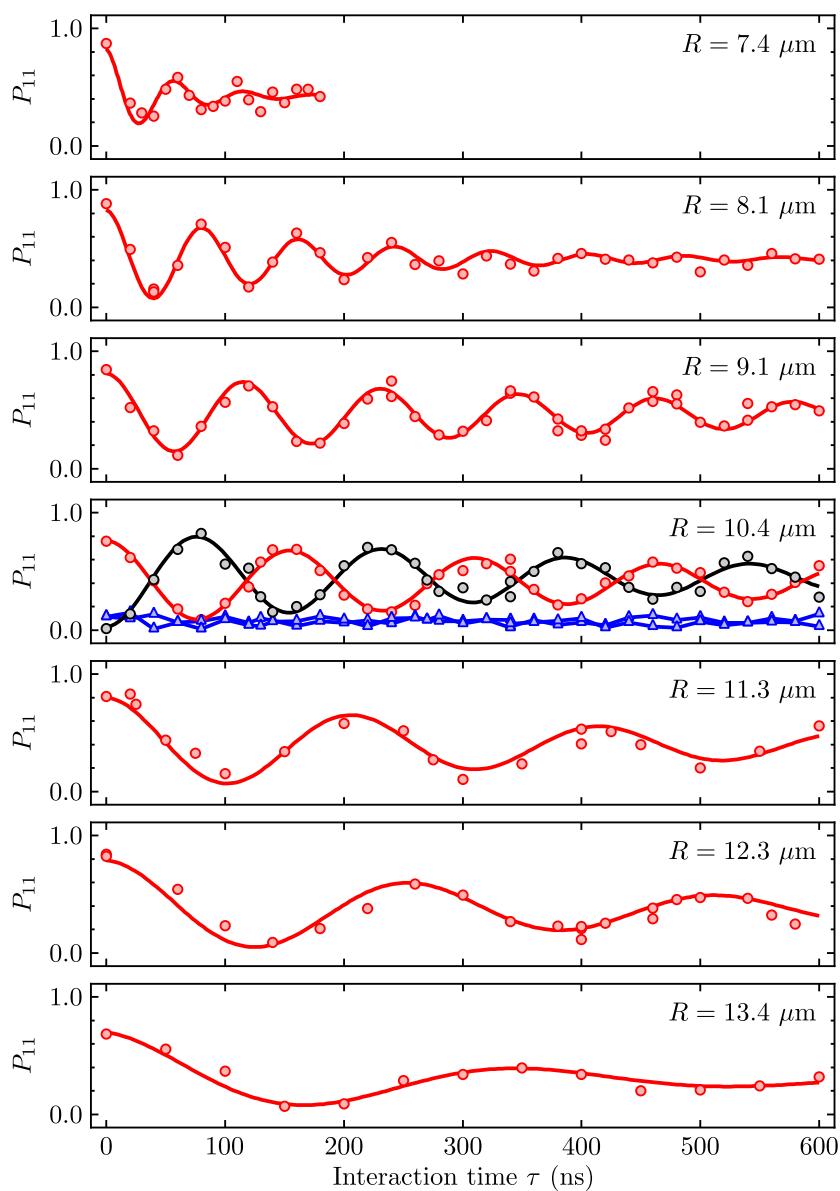 1.0
0.0
P₁₁
R = 7.4 μm
1.0
0.0
P₁₁
R = 8.1 μm
1.0
0.0
P₁₁
R = 9.1 μm
1.0
0.0
P₁₁
R = 10.4 μm
1.0
0.0
P₁₁
R = 11.3 μm
1.0
0.0
P₁₁
R = 12.3 μm
1.0
0.0
P₁₁
R = 13.4 μm
0 100 200 300 400 500 600
Interaction time τ (ns)